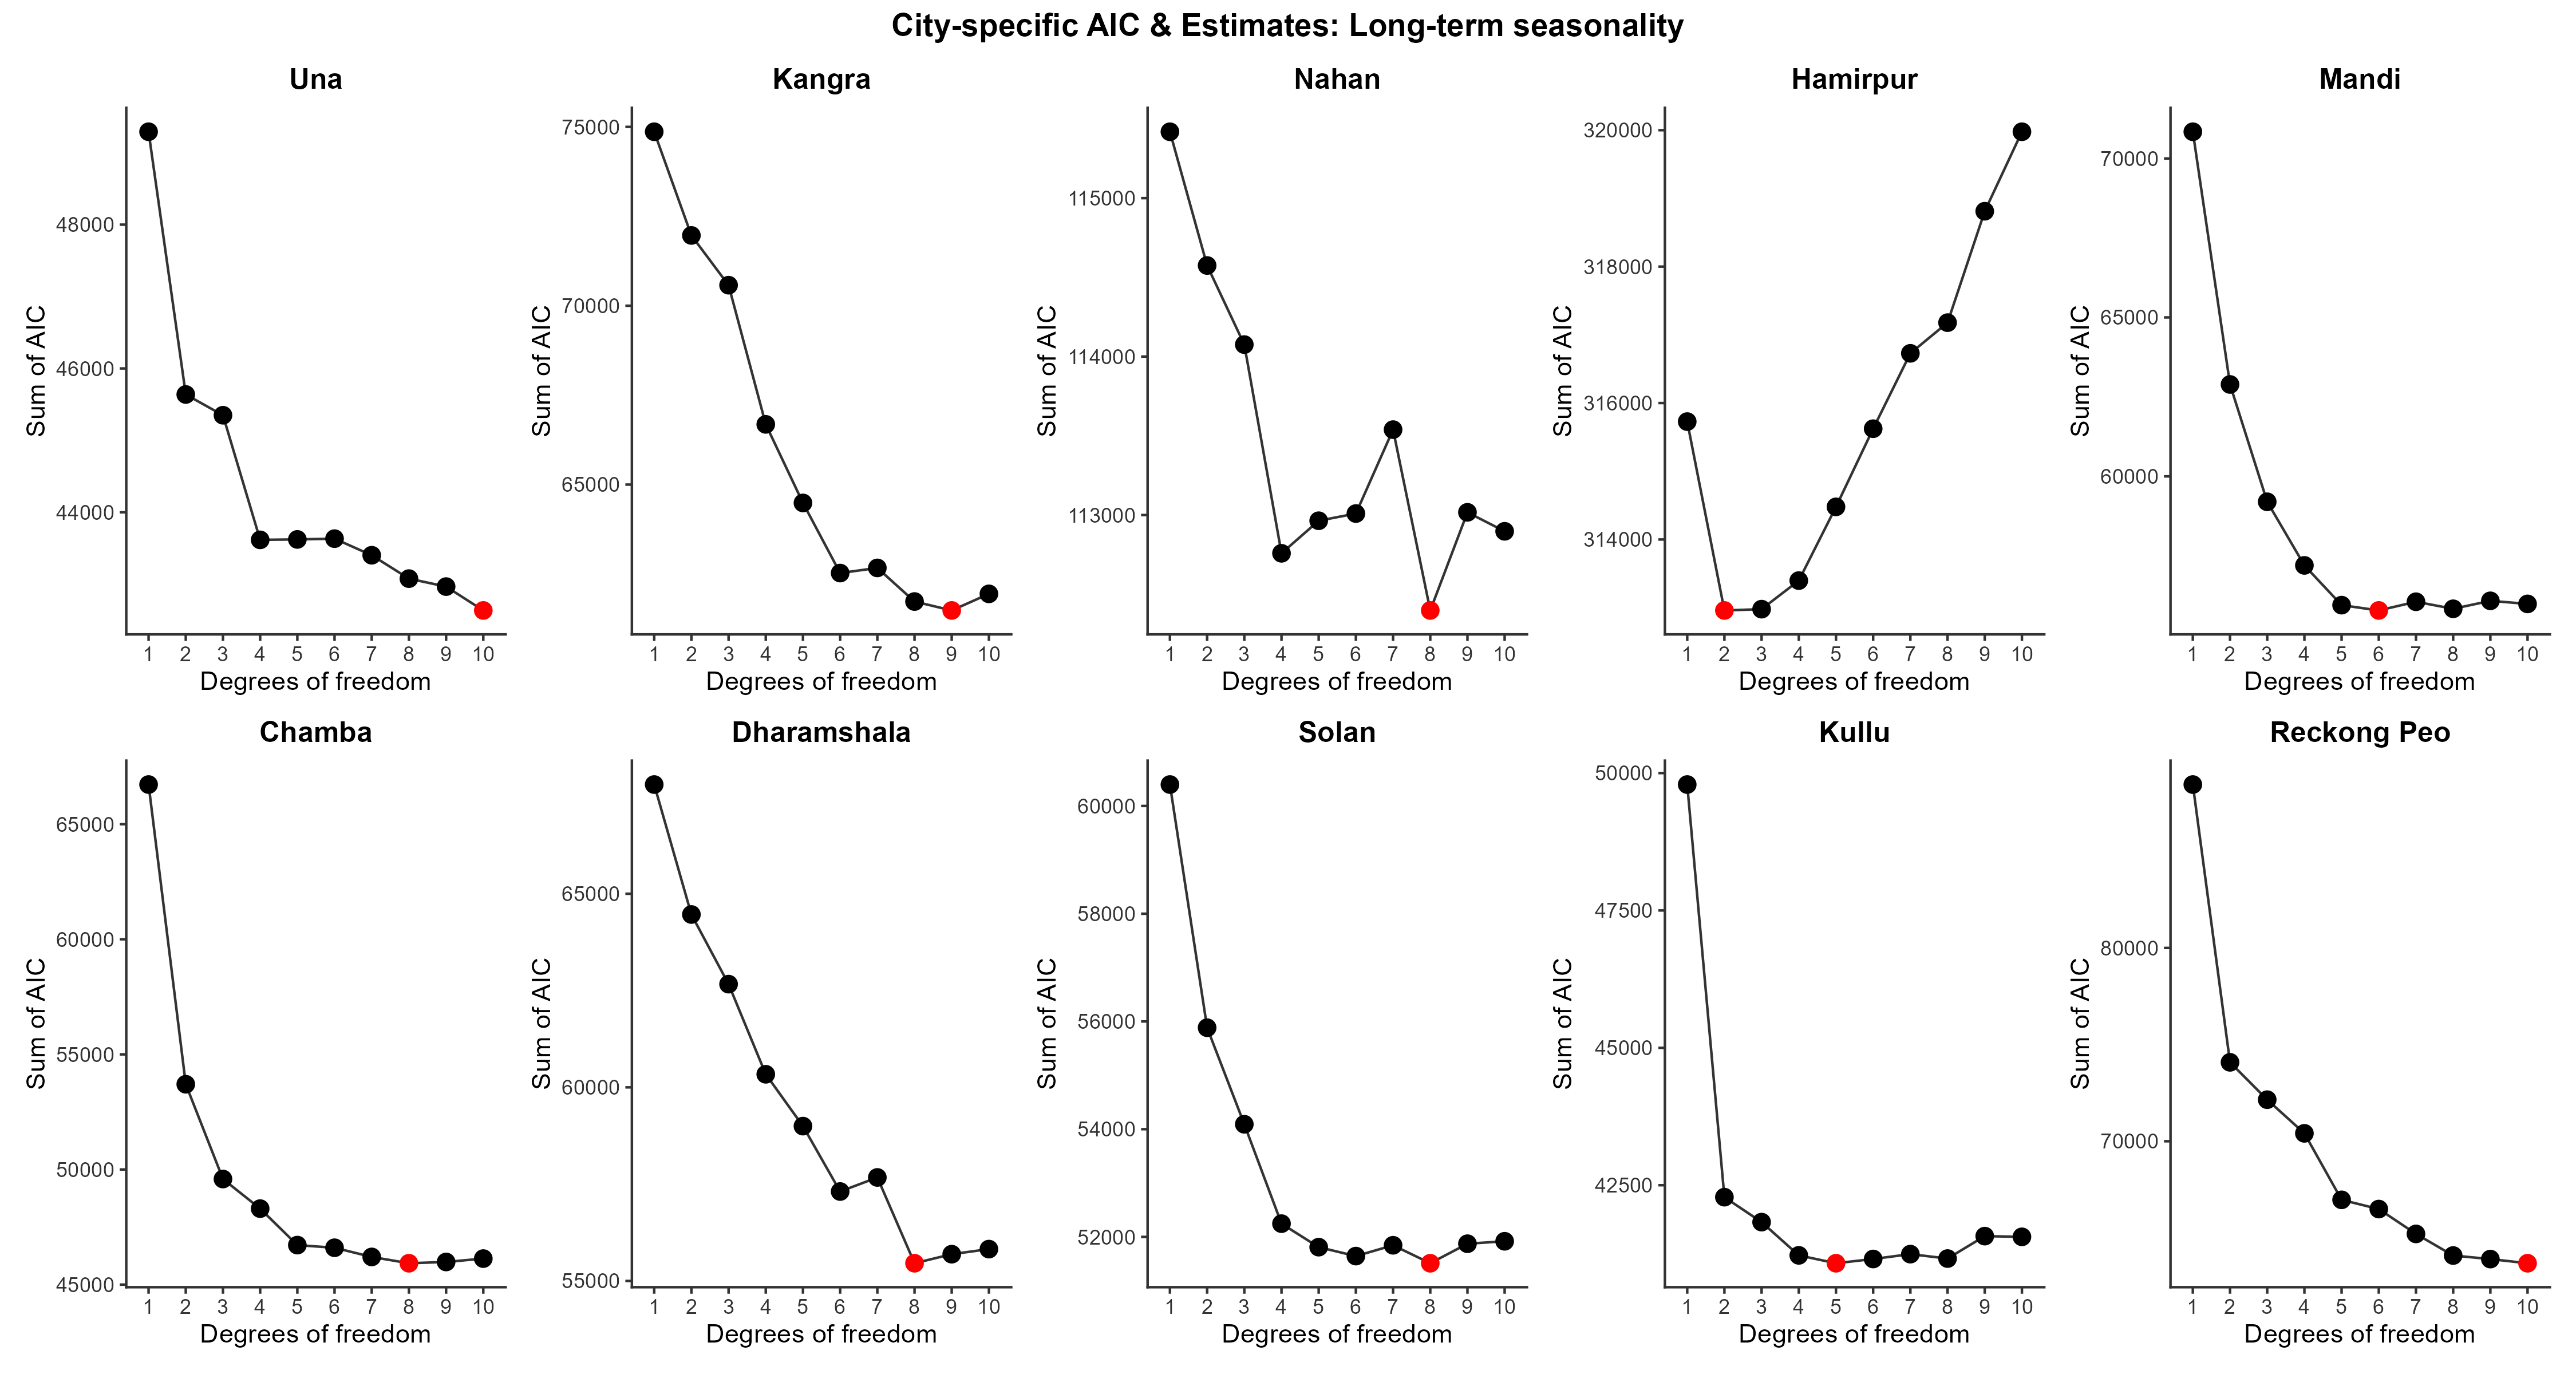 City-specific AIC & Estimates: Long-term seasonality
Una
Sum of AIC
48000
46000
44000
1 2 3 4 5 6 7 8 9 10
Degrees of freedom
Kangra
Sum of AIC
75000
70000
65000
1 2 3 4 5 6 7 8 9 10
Degrees of freedom
Nahan
Sum of AIC
115000
114000
113000
1 2 3 4 5 6 7 8 9 10
Degrees of freedom
Hamirpur
Sum of AIC
320000
318000
316000
314000
1 2 3 4 5 6 7 8 9 10
Degrees of freedom
Mandi
Sum of AIC
70000
65000
60000
1 2 3 4 5 6 7 8 9 10
Degrees of freedom
Chamba
Sum of AIC
65000
60000
55000
50000
45000
1 2 3 4 5 6 7 8 9 10
Degrees of freedom
Dharamshala
Sum of AIC
65000
60000
55000
1 2 3 4 5 6 7 8 9 10
Degrees of freedom
Solan
Sum of AIC
60000
58000
56000
54000
52000
1 2 3 4 5 6 7 8 9 10
Degrees of freedom
Kullu
Sum of AIC
50000
47500
45000
42500
1 2 3 4 5 6 7 8 9 10
Degrees of freedom
Reckong Peo
Sum of AIC
80000
70000
1 2 3 4 5 6 7 8 9 10
Degrees of freedom